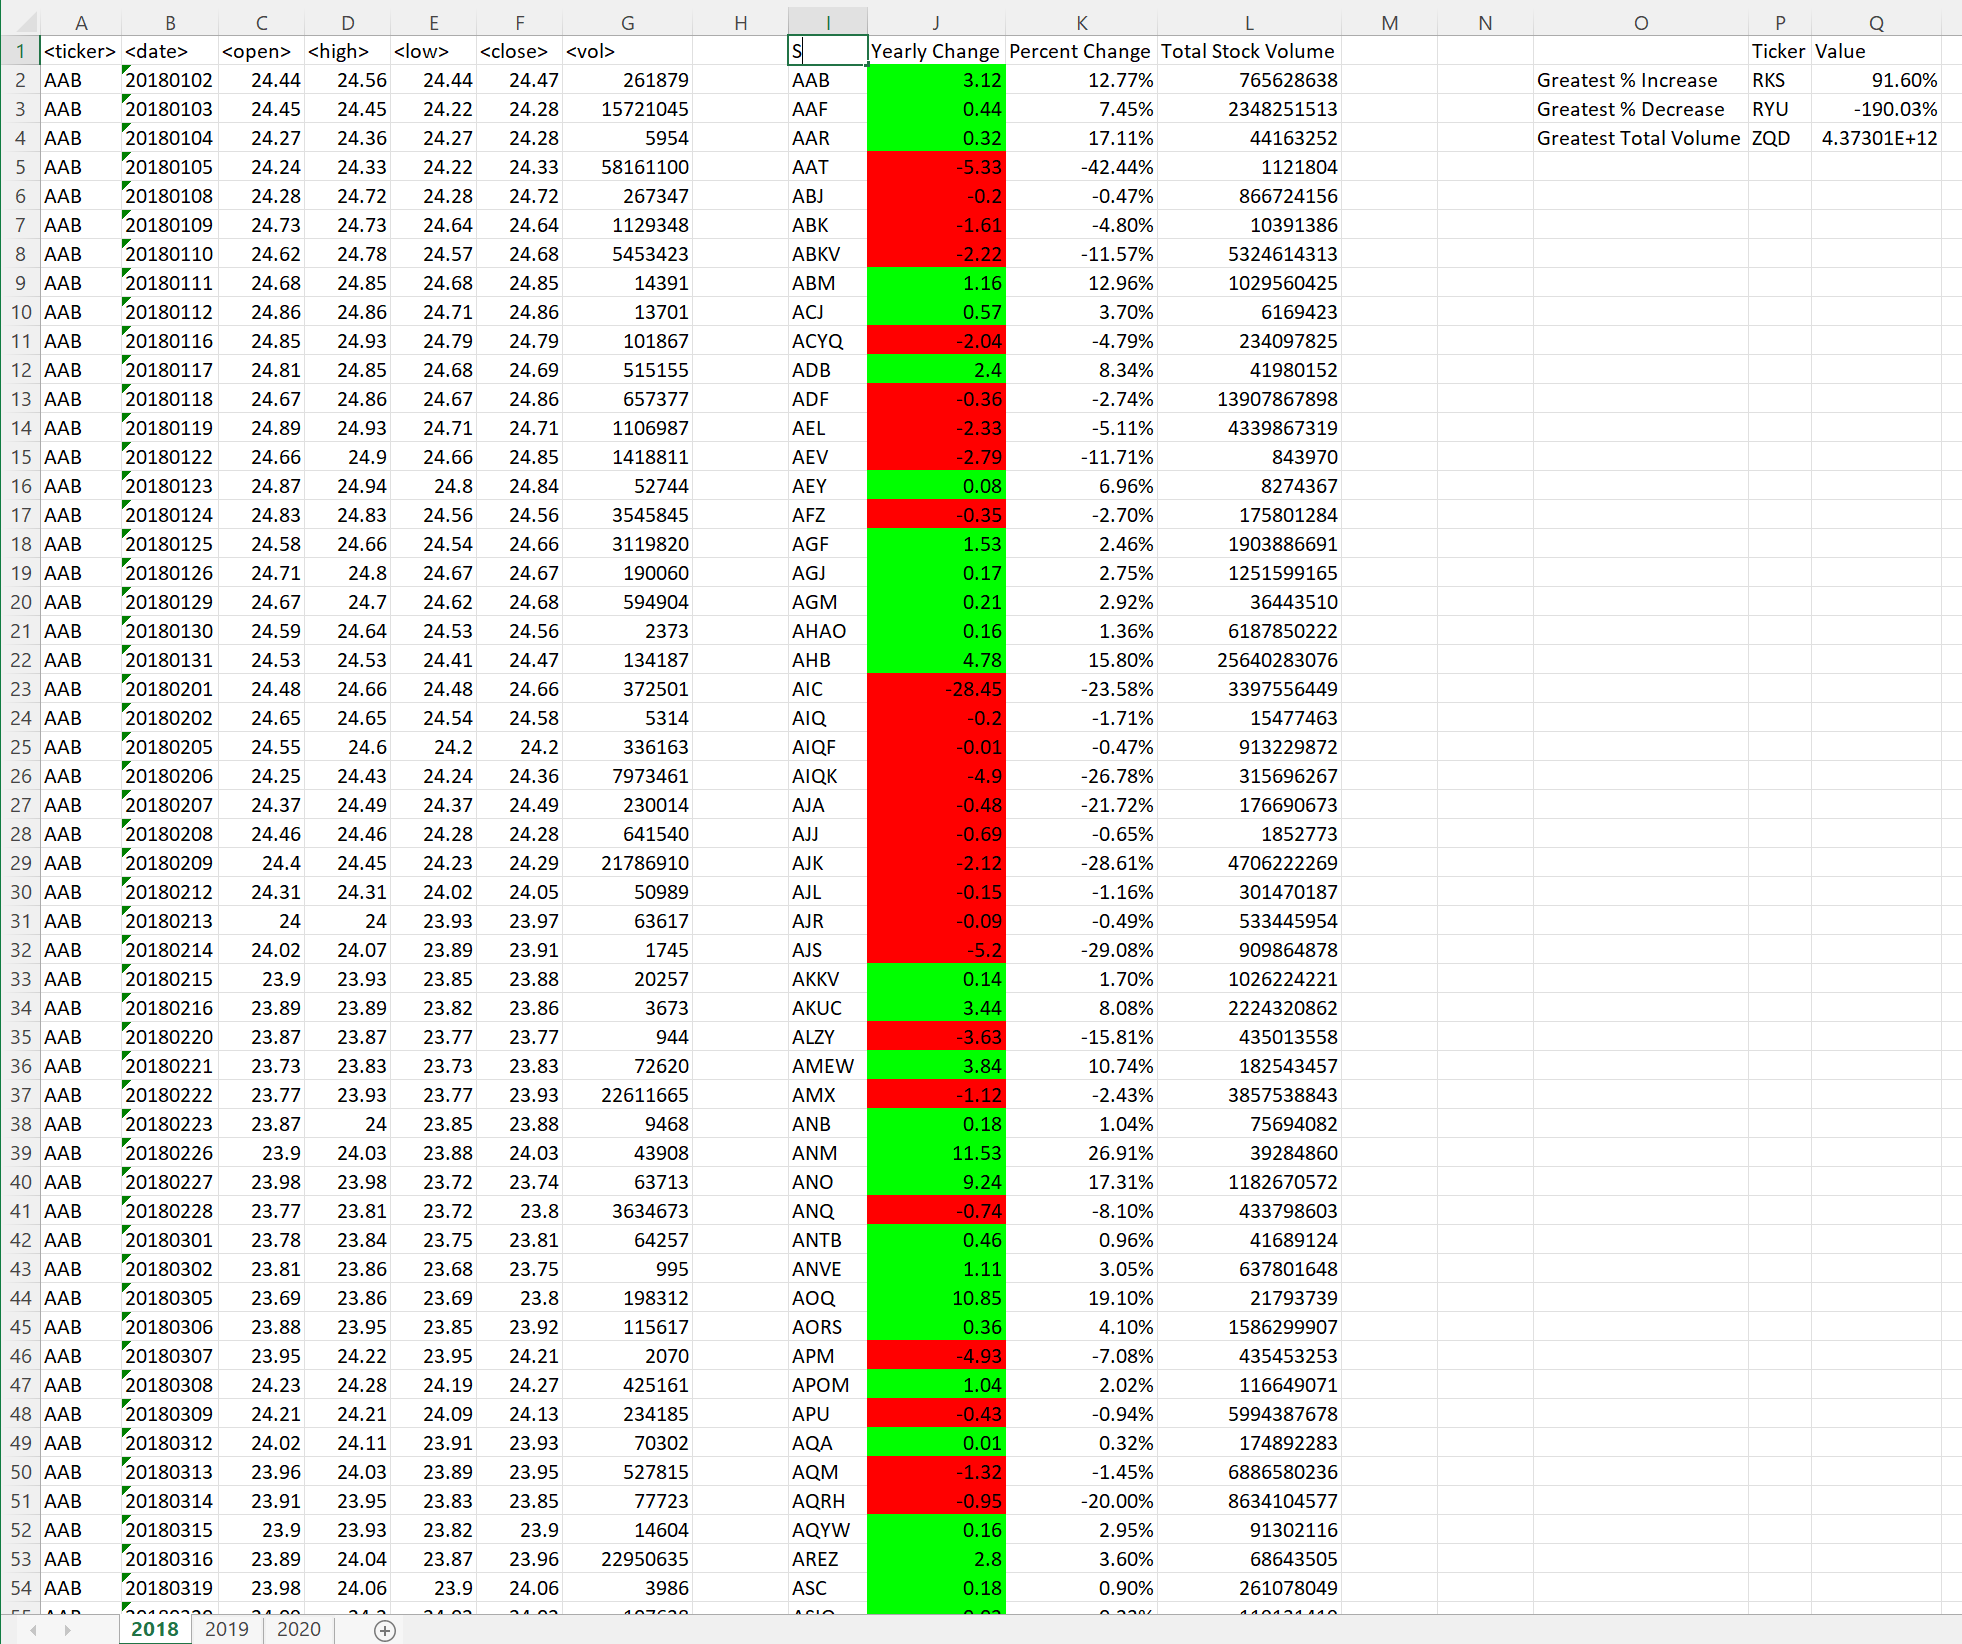 A B C D E F G H I J K L M N O P Q
1 <ticker> <date> <open> <high> <low> <close> <vol> S Yearly Change Percent Change Total Stock Volume Ticker Value
2 AAB 20180102 24.44 24.56 24.44 24.47 261879 AAB 3.12 12.77% 765628638 Greatest % Increase RKS 91.60%
3 AAB 20180103 24.45 24.45 24.22 24.28 15721045 AAF 0.44 7.45% 2348251513 Greatest % Decrease RYU -190.03%
4 AAB 20180104 24.27 24.36 24.27 24.28 5954 AAR 0.32 17.11% 44163252 Greatest Total Volume ZQD 4.37301E+12
5 AAB 20180105 24.24 24.33 24.22 24.33 58161100 AAT -5.33 -42.44% 1121804
6 AAB 20180108 24.28 24.72 24.28 24.72 267347 ABJ -0.2 -0.47% 866724156
7 AAB 20180109 24.73 24.73 24.64 24.64 1129348 ABK -1.61 -4.80% 10391386
8 AAB 20180110 24.62 24.78 24.57 24.68 5453423 ABKV -2.22 -11.57% 5324614313
9 AAB 20180111 24.68 24.85 24.68 24.85 14391 ABM 1.16 12.96% 1029560425
10 AAB 20180112 24.86 24.86 24.71 24.86 13701 ACJ 0.57 3.70% 6169423
11 AAB 20180116 24.85 24.93 24.79 24.79 101867 ACYQ -2.04 -4.79% 234097825
12 AAB 20180117 24.81 24.85 24.68 24.69 515155 ADB 2.4 8.34% 41980152
13 AAB 20180118 24.67 24.86 24.67 24.86 657377 ADF -0.36 -2.74% 13907867898
14 AAB 20180119 24.89 24.93 24.71 24.71 1106987 AEL -2.33 -5.11% 4339867319
15 AAB 20180122 24.66 24.9 24.66 24.85 1418811 AEV -2.79 -11.71% 843970
16 AAB 20180123 24.87 24.94 24.8 24.84 52744 AEY 0.08 6.96% 8274367
17 AAB 20180124 24.83 24.83 24.56 24.56 3545845 AFZ -0.35 -2.70% 175801284
18 AAB 20180125 24.58 24.66 24.54 24.66 3119820 AGF 1.53 2.46% 1903886691
19 AAB 20180126 24.71 24.8 24.67 24.67 190060 AGJ 0.17 2.75% 1251599165
20 AAB 20180129 24.67 24.7 24.62 24.68 594904 AGM 0.21 2.92% 36443510
21 AAB 20180130 24.59 24.64 24.53 24.56 2373 AHAO 0.16 1.36% 6187850222
22 AAB 20180131 24.53 24.53 24.41 24.47 134187 AHB 4.78 15.80% 25640283076
23 AAB 20180201 24.48 24.66 24.48 24.66 372501 AIC -28.45 -23.58% 3397556449
24 AAB 20180202 24.65 24.65 24.54 24.58 5314 AIQ -0.2 -1.71% 15477463
25 AAB 20180205 24.55 24.6 24.2 24.2 336163 AIQF -0.01 -0.47% 913229872
26 AAB 20180206 24.25 24.43 24.24 24.36 7973461 AIQK -4.9 -26.78% 315696267
27 AAB 20180207 24.37 24.49 24.37 24.49 230014 AJA -0.48 -21.72% 176690673
28 AAB 20180208 24.46 24.46 24.28 24.28 641540 AJJ -0.69 -0.65% 1852773
29 AAB 20180209 24.4 24.45 24.23 24.29 21786910 AJK -2.12 -28.61% 4706222269
30 AAB 20180212 24.31 24.31 24.02 24.05 50989 AJL -0.15 -1.16% 301470187
31 AAB 20180213 24 24 23.93 23.97 63617 AJR -0.09 -0.49% 533445954
32 AAB 20180214 24.02 24.07 23.89 23.91 1745 AJS -5.2 -29.08% 909864878
33 AAB 20180215 23.9 23.93 23.85 23.88 20257 AKKV 0.14 1.70% 1026224221
34 AAB 20180216 23.89 23.89 23.82 23.86 3673 AKUC 3.44 8.08% 2224320862
35 AAB 20180220 23.87 23.87 23.77 23.77 944 ALZY -3.63 -15.81% 435013558
36 AAB 20180221 23.73 23.83 23.73 23.83 72620 AMEW 3.84 10.74% 182543457
37 AAB 20180222 23.77 23.93 23.77 23.93 22611665 AMX -1.12 -2.43% 3857538843
38 AAB 20180223 23.87 24 23.85 23.88 9468 ANB 0.18 1.04% 75694082
39 AAB 20180226 23.9 24.03 23.88 24.03 43908 ANM 11.53 26.91% 39284860
40 AAB 20180227 23.98 23.98 23.72 23.74 63713 ANO 9.24 17.31% 1182670572
41 AAB 20180228 23.77 23.81 23.72 23.8 3634673 ANQ -0.74 -8.10% 433798603
42 AAB 20180301 23.78 23.84 23.75 23.81 64257 ANTB 0.46 0.96% 41689124
43 AAB 20180302 23.81 23.86 23.68 23.75 995 ANVE 1.11 3.05% 637801648
44 AAB 20180305 23.69 23.86 23.69 23.8 198312 AOQ 10.85 19.10% 21793739
45 AAB 20180306 23.88 23.95 23.85 23.92 115617 AORS 0.36 4.10% 1586299907
46 AAB 20180307 23.95 24.22 23.95 24.21 2070 APM -4.93 -7.08% 435453253
47 AAB 20180308 24.23 24.28 24.19 24.27 425161 APOM 1.04 2.02% 116649071
48 AAB 20180309 24.21 24.21 24.09 24.13 234185 APU -0.43 -0.94% 5994387678
49 AAB 20180312 24.02 24.11 23.91 23.93 70302 AQA 0.01 0.32% 174892283
50 AAB 20180313 23.96 24.03 23.89 23.95 527815 AQM -1.32 -1.45% 6886580236
51 AAB 20180314 23.91 23.95 23.83 23.85 77723 AQRH -0.95 -20.00% 8634104577
52 AAB 20180315 23.9 23.93 23.82 23.9 14604 AQYW 0.16 2.95% 91302116
53 AAB 20180316 23.89 24.04 23.87 23.96 22950635 AREZ 2.8 3.60% 68643505
54 AAB 20180319 23.98 24.06 23.9 24.06 3986 ASC 0.18 0.90% 261078049
2018 2019 2020